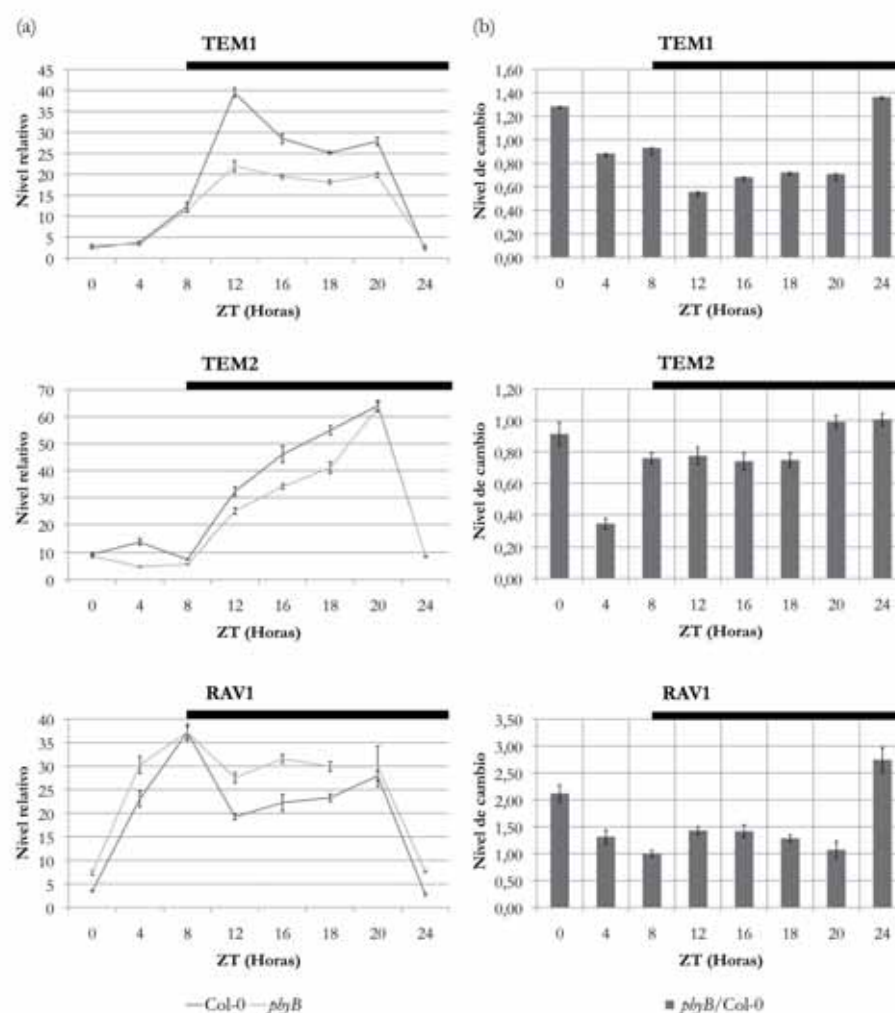 (a)
TEM1
45
40
35
30
25
20
15
10
5
0
Nivel relativo
0 4 8 12 16 18 20 24
ZT (Horas)
(b)
TEM1
1,60
1,40
1,20
1,00
0,80
0,60
0,40
0,20
0,00
Nivel de cambio
0 4 8 12 16 18 20 24
ZT (Horas)
TEM2
70
60
50
40
30
20
10
0
Nivel relativo
0 4 8 12 16 18 20 24
ZT (Horas)
TEM2
1,20
1,00
0,80
0,60
0,40
0,20
0,00
Nivel de cambio
0 4 8 12 16 18 20 24
ZT (Horas)
RAV1
40
35
30
25
20
15
10
5
0
Nivel relativo
0 4 8 12 16 18 20 24
ZT (Horas)
Col-0 phyB
RAV1
3,50
3,00
2,50
2,00
1,50
1,00
0,50
0,00
Nivel de cambio
0 4 8 12 16 18 20 24
ZT (Horas)
phyB/Col-0